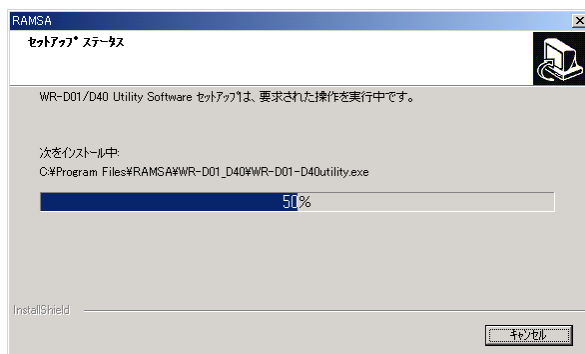 RAMSA
セットアップ ステータス
WR-D01/D40 Utility Software セットアップは、要求された操作を実行中です。
次をインストール中:
C:¥Program Files¥RAMSA¥WR-D01_D40¥WR-D01-D40utility.exe
50%
InstallShield
キャンセル